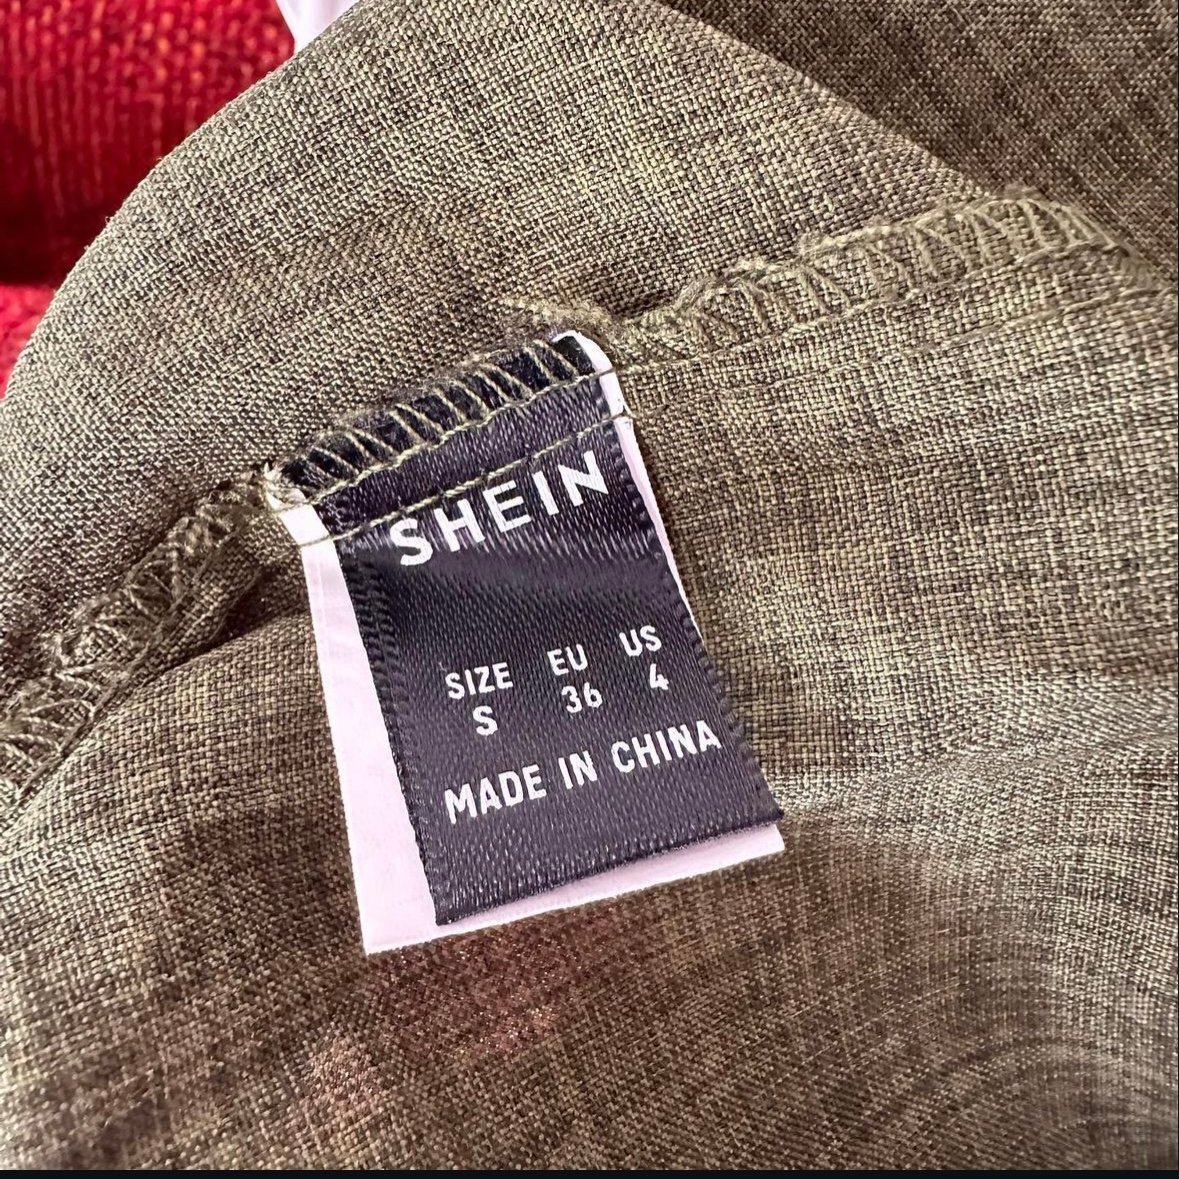 SHEIN
SIZE EU US
S 36 4
MADE IN CHINA